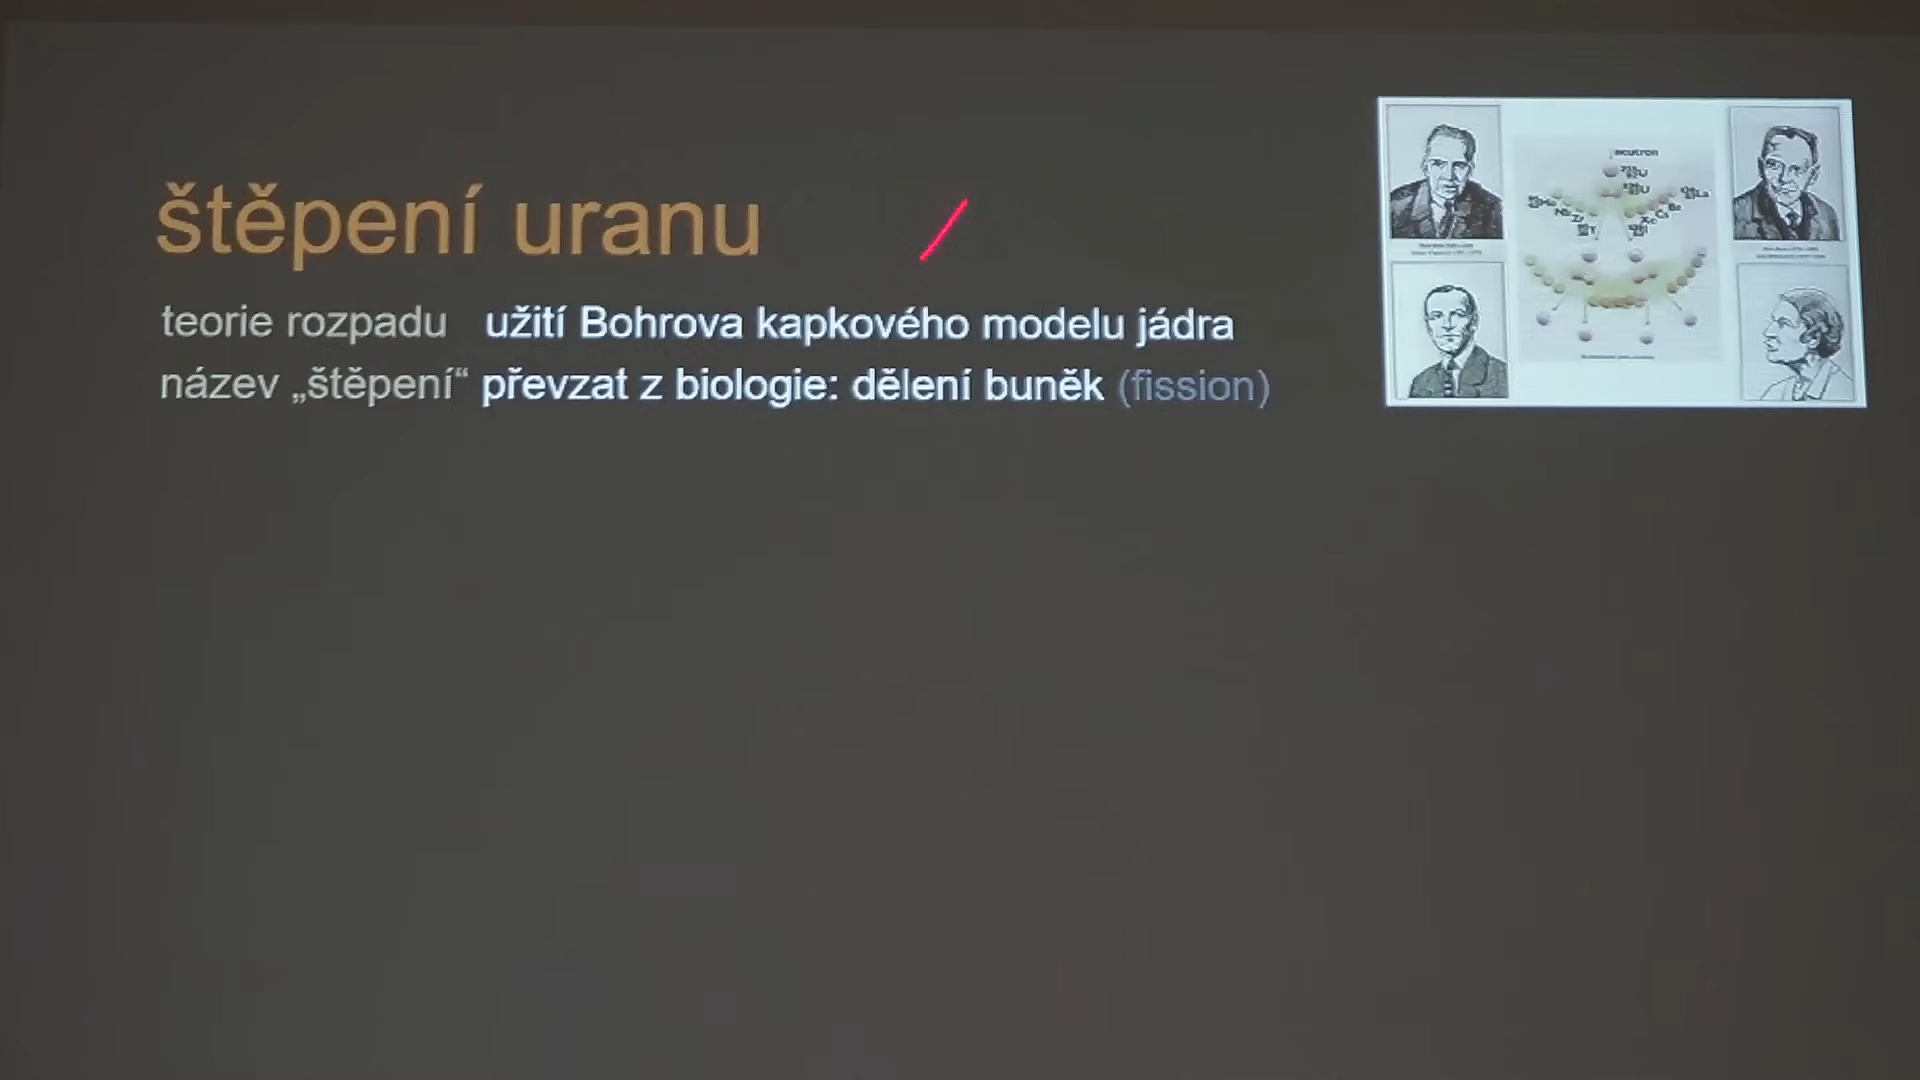 štěpení uranu
teorie rozpadu užití Bohrova kapkového modelu jádra
název „štěpení“ převzat z biologie: dělení buněk (fission)
neutron